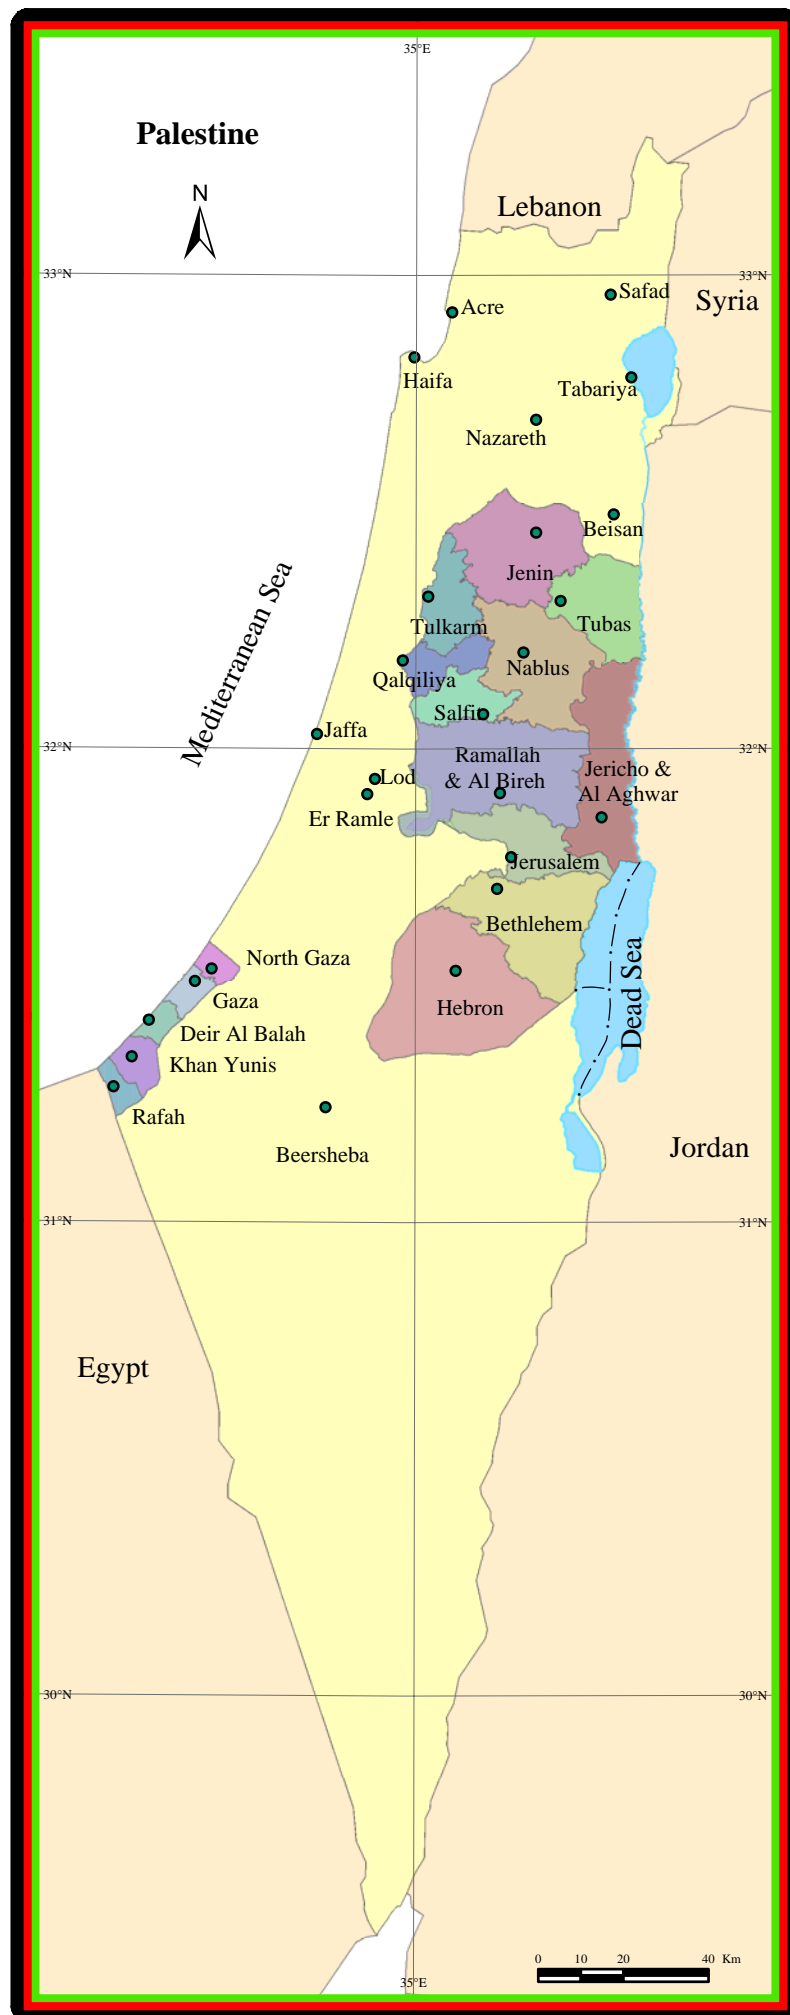 35°E
Palestine
N
Lebanon
33°N
33°N
Safad
Syria
Acre
Haifa
Tabariya
Nazareth
Beisan
Jenin
Mediterranean Sea
Tulkarm
Tubas
Nablus
Qalqiliya
Salfit
Jaffa
32°N
32°N
Ramallah
& Al Bireh
Jericho &
Al Aghwar
Lod
Er Ramle
Jerusalem
Bethlehem
North Gaza
Dead Sea
Gaza
Hebron
Deir Al Balah
Khan Yunis
Rafah
Beersheba
Jordan
31°N
31°N
Egypt
30°N
30°N
0 10 20 40 Km
35°E